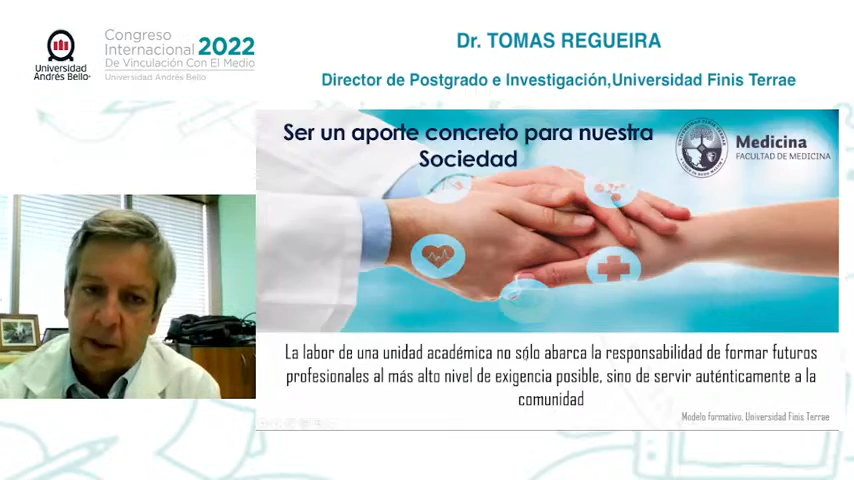 Universidad
Andrés Bello
Congreso
Internacional 2022
De Vinculación Con El Medio
Universidad Andrés Bello
Dr. TOMAS REGUEIRA
Director de Postgrado e Investigación,Universidad Finis Terrae
Ser un aporte concreto para nuestra
Sociedad
Medicina
FACULTAD DE MEDICINA
La labor de una unidad académica no sólo abarca la responsabilidad de formar futuros
profesionales al más alto nivel de exigencia posible, sino de servir auténticamente a la
comunidad
Modelo formativo, Universidad Finis Terrae